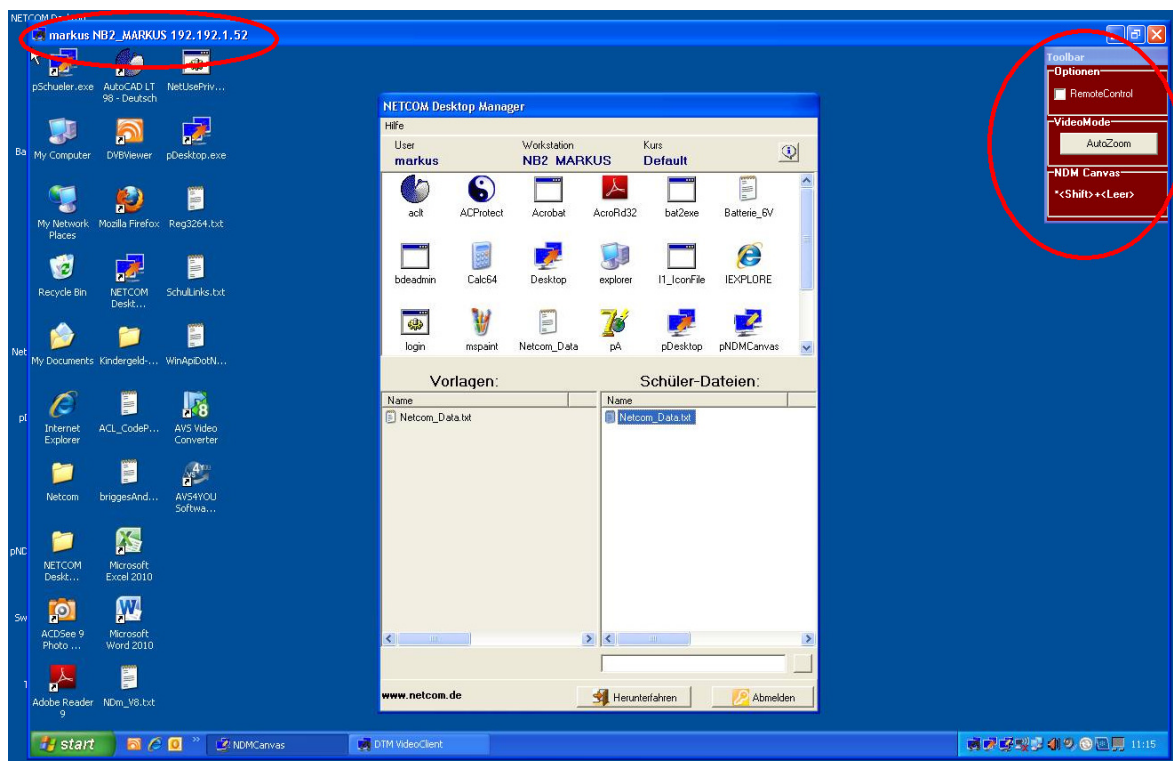 NETCOM Desktop
markus NB2_MARKUS 192.192.1.52
pSchueler.exe
AutoCAD LT
98 - Deutsch
NetUsePriv...
My Computer
DVBViewer
pDesktop.exe
My Network
Places
Mozilla Firefox
Reg3264.txt
Recycle Bin
NETCOM
Deskt...
SchulLinks.txt
My Documents
Kindergeld-...
WinApiDotN...
Internet
Explorer
ACL_CodeP...
AVS Video
Converter
Netcom
briggesAnd...
AVS4YOU
Softwa...
NETCOM
Deskt...
Microsoft
Excel 2010
ACDSee 9
Photo ...
Microsoft
Word 2010
Adobe Reader
9
NDm_V8.txt
Ba
Net
pND
Sw
NETCOM Desktop Manager
Hilfe
User
Workstation
Kurs
markus
NB2 MARKUS
Default
aclt
ACProtect
Acrobat
AcroRd32
bat2exe
Batterie_6V
bdeadmin
Calc64
Desktop
explorer
I1_IconFile
IEXPLORE
login
mspaint
Netcom_Data
pA
pDesktop
pNDMCanvas
Vorlagen:
Schüler-Dateien:
Name
Name
Netcom_Data.txt
Netcom_Data.txt
www.netcom.de
Herunterfahren
Abmelden
Toolbar
Optionen
RemoteControl
VideoMode
AutoZoom
NDM Canvas
*<Shift>+<Leer>
start
NDMCanvas
DTM VideoClient
11:15